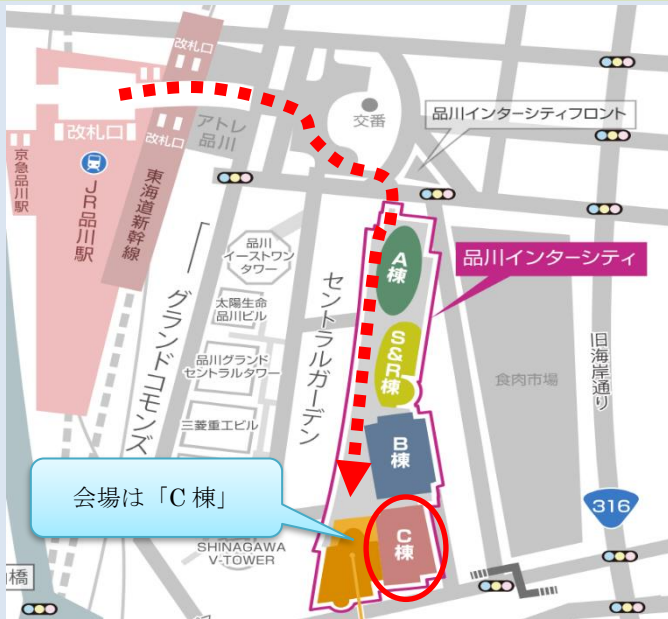 改札口
改札口
改札口
京急品川駅
JR品川駅
東海道新幹線
アトレ
品川
交番
品川インターシティフロント
品川インターシティ
品川
イーストワン
タワー
太陽生命
品川ビル
品川グランド
セントラルタワー
三菱重工ビル
グランドコモンズ
セントラルガーデン
A棟
S&R棟
B棟
C棟
食肉市場
旧海岸通り
316
会場は「C 棟」
SHINAGAWA
V-TOWER
橋